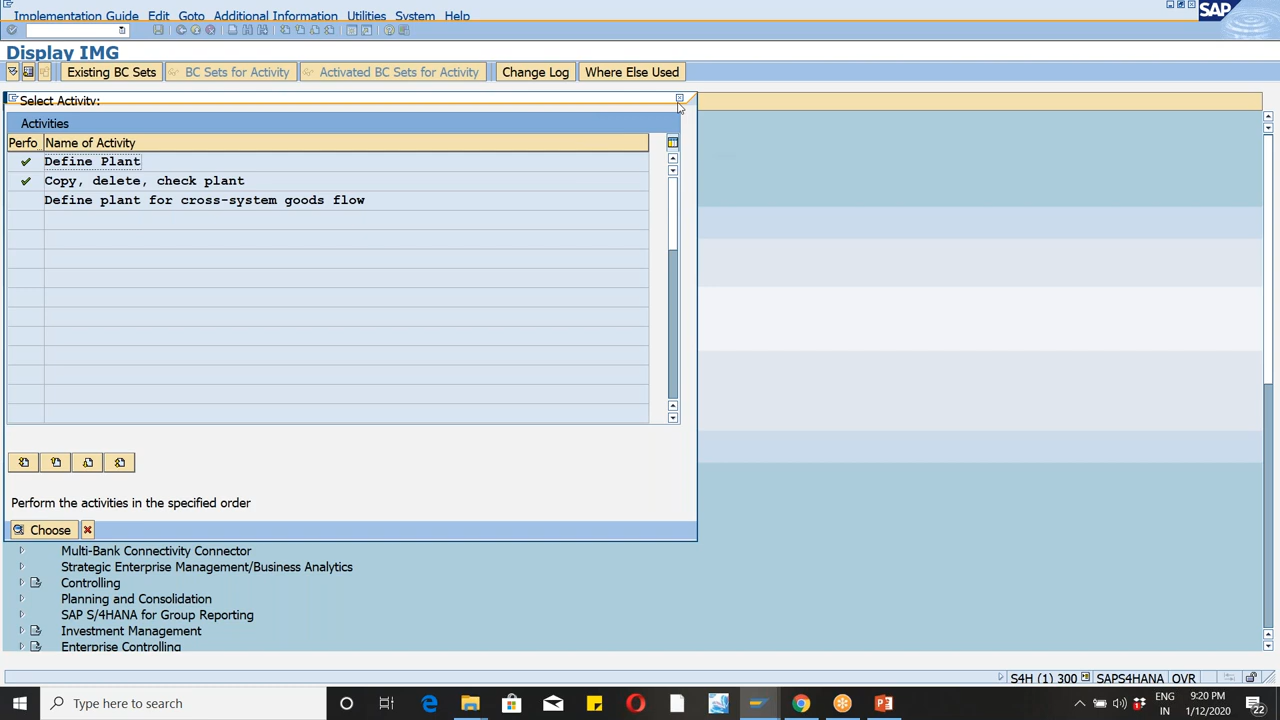 Implementation Guide Edit Goto Additional Information Utilities System Help
SAP
Display IMG
Existing BC Sets BC Sets for Activity Activated BC Sets for Activity Change Log Where Else Used
Select Activity:
Activities
Perfo.. Name of Activity
Define Plant
Copy, delete, check plant
Define plant for cross-system goods flow
Perform the activities in the specified order
Choose
Multi-Bank Connectivity Connector
Strategic Enterprise Management/Business Analytics
Controlling
Planning and Consolidation
SAP S/4HANA for Group Reporting
Investment Management
Enterprise Controlling
S4H (1) 300 SAPS4HANA OVR
Type here to search
ENG
IN
9:20 PM
1/12/2020
22